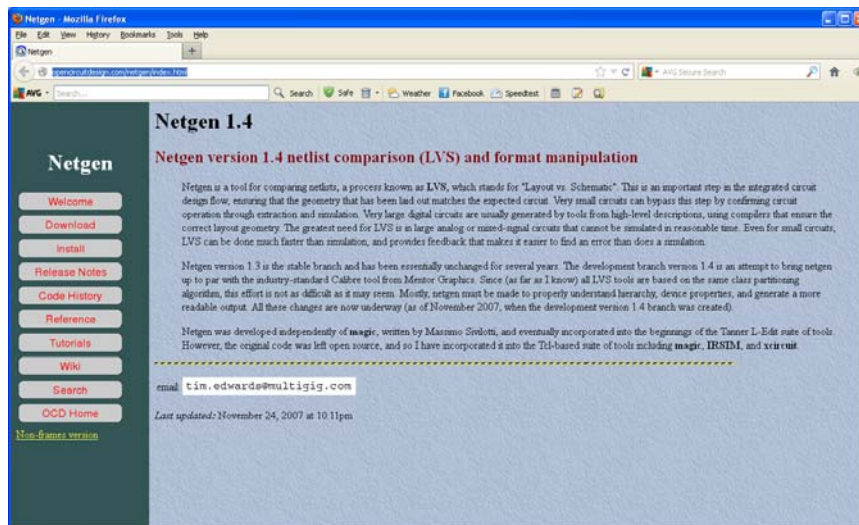 Netgen - Mozilla Firefox
File Edit View History Bookmarks Tools Help
Netgen
+
opencircuitdesign.com/netgen/index.html
AVG Secure Search
AVG
Search...
Search
Safe
Weather
Facebook
Speedtest
Netgen
Welcome
Download
Install
Release Notes
Code History
Reference
Tutorials
Wiki
Search
OCD Home
Non-frames version
Netgen 1.4
Netgen version 1.4 netlist comparison (LVS) and format manipulation
Netgen is a tool for comparing netlists, a process known as LVS, which stands for "Layout vs. Schematic". This is an important step in the integrated circuit
design flow, ensuring that the geometry that has been laid out matches the expected circuit. Very small circuits can bypass this step by confirming circuit
operation through extraction and simulation. Very large digital circuits are usually generated by tools from high-level descriptions, using compilers that ensure the
correct layout geometry. The greatest need for LVS is in large analog or mixed-signal circuits that cannot be simulated in reasonable time. Even for small circuits,
LVS can be done much faster than simulation, and provides feedback that makes it easier to find an error than does a simulation.
Netgen version 1.3 is the stable branch and has been essentially unchanged for several years. The development branch version 1.4 is an attempt to bring netgen
up to par with the industry-standard Calibre tool from Mentor Graphics. Since (as far as I know) all LVS tools are based on the same class partitioning
algorithm, this effort is not as difficult as it may seem. Mostly, netgen must be made to properly understand hierarchy, device properties, and generate a more
readable output. All these changes are now underway (as of November 2007, when the development version 1.4 branch was created).
Netgen was developed independently of magic, written by Massimo Sivilotti, and eventually incorporated into the beginnings of the Tanner L-Edit suite of tools.
However, the original code was left open source, and so I have incorporated it into the Tcl-based suite of tools including magic, IRSIM, and xcircuit.
email: tim.edwards@multigig.com
Last updated: November 24, 2007 at 10:11pm